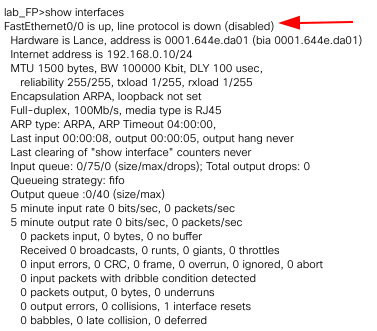 lab_FP>show interfaces
FastEthernet0/0 is up, line protocol is down (disabled)
Hardware is Lance, address is 0001.644e.da01 (bia 0001.644e.da01)
Internet address is 192.168.0.10/24
MTU 1500 bytes, BW 100000 Kbit, DLY 100 usec,
reliability 255/255, txload 1/255, rxload 1/255
Encapsulation ARPA, loopback not set
Full-duplex, 100Mb/s, media type is RJ45
ARP type: ARPA, ARP Timeout 04:00:00,
Last input 00:00:08, output 00:00:05, output hang never
Last clearing of "show interface" counters never
Input queue: 0/75/0 (size/max/drops); Total output drops: 0
Queueing strategy: fifo
Output queue :0/40 (size/max)
5 minute input rate 0 bits/sec, 0 packets/sec
5 minute output rate 0 bits/sec, 0 packets/sec
0 packets input, 0 bytes, 0 no buffer
Received 0 broadcasts, 0 runts, 0 giants, 0 throttles
0 input errors, 0 CRC, 0 frame, 0 overrun, 0 ignored, 0 abort
0 input packets with dribble condition detected
0 packets output, 0 bytes, 0 underruns
0 output errors, 0 collisions, 1 interface resets
0 babbles, 0 late collision, 0 deferred